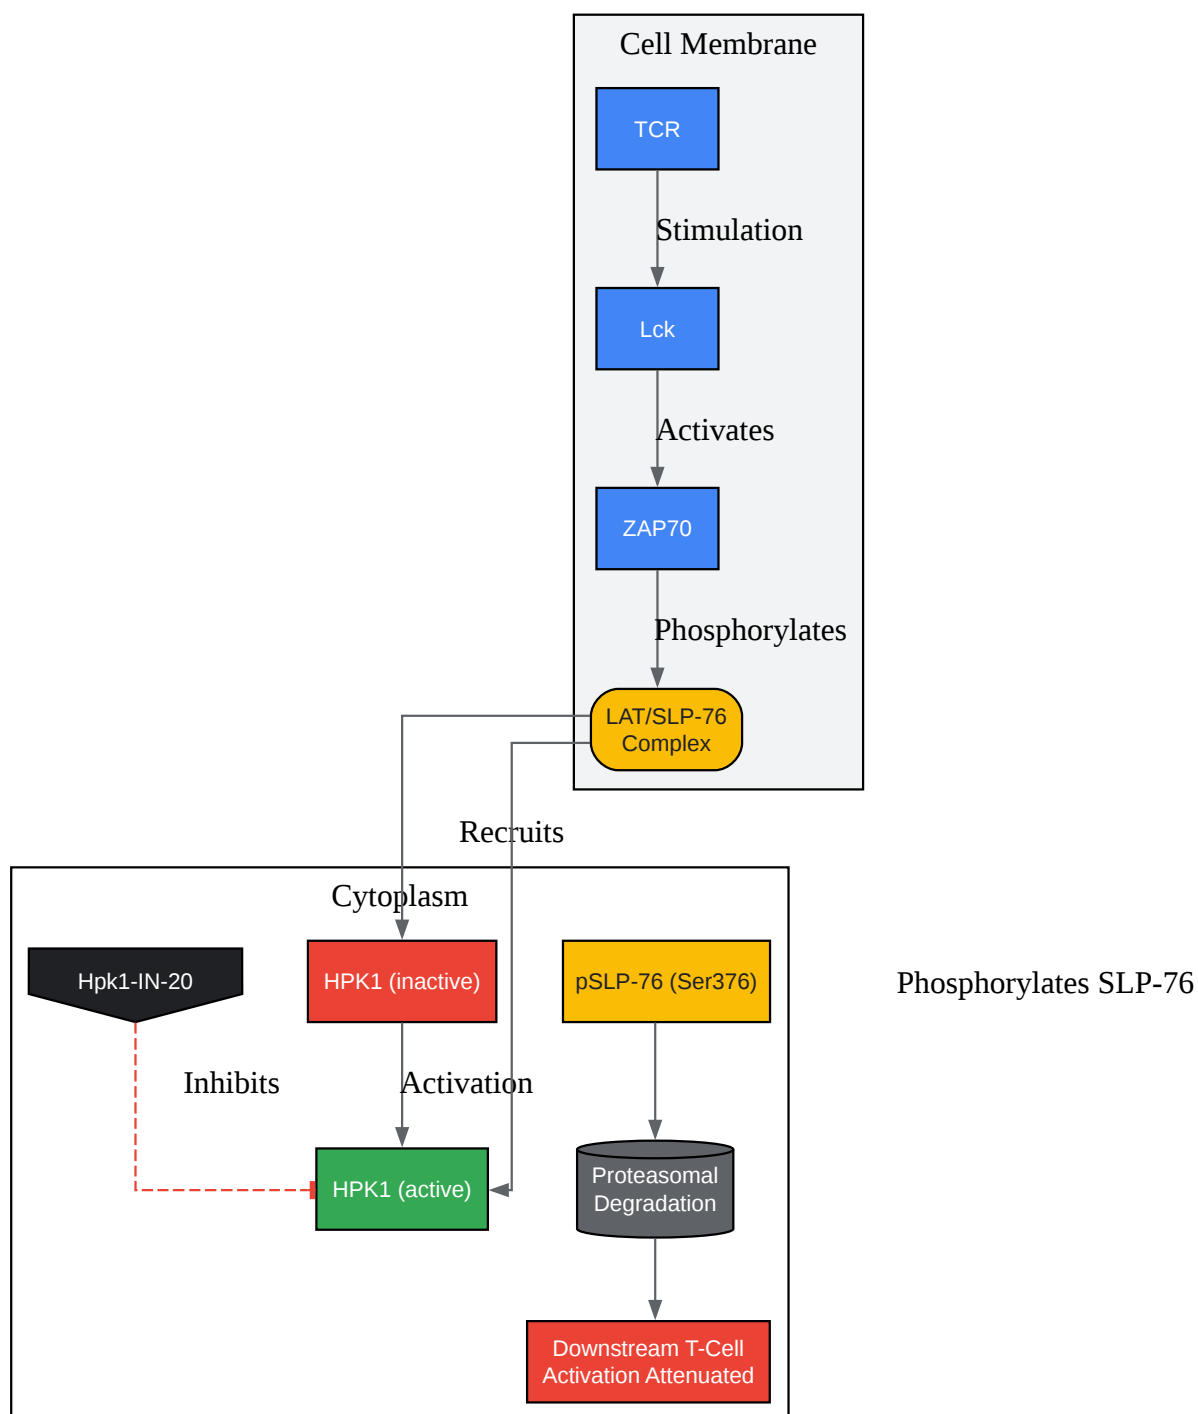 Cell Membrane
TCR
Stimulation
Lck
Activates
ZAP70
Phosphorylates
LAT/SLP-76
Complex
Recruits
Cytoplasm
Hpk1-IN-20
HPK1 (inactive)
pSLP-76 (Ser376)
Phosphorylates SLP-76
Inhibits
Activation
HPK1 (active)
Proteasomal
Degradation
Downstream T-Cell
Activation Attenuated